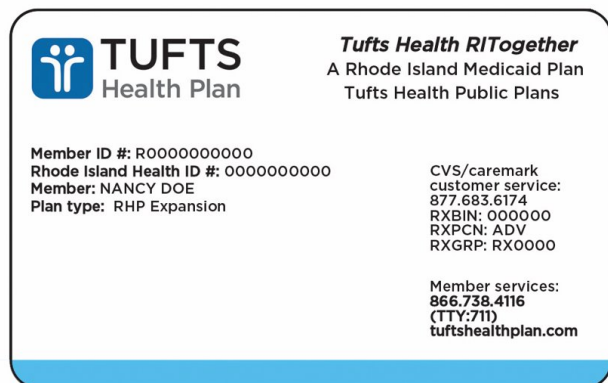 TUFTS
Health Plan
Tufts Health RITogether
A Rhode Island Medicaid Plan
Tufts Health Public Plans
Member ID #: R0000000000
Rhode Island Health ID #: 0000000000
Member: NANCY DOE
Plan type: RHP Expansion
CVS/caremark
customer service:
877.683.6174
RXBIN: 000000
RXPCN: ADV
RXGRP: RX0000
Member services:
866.738.4116
(TTY:711)
tuftshealthplan.com